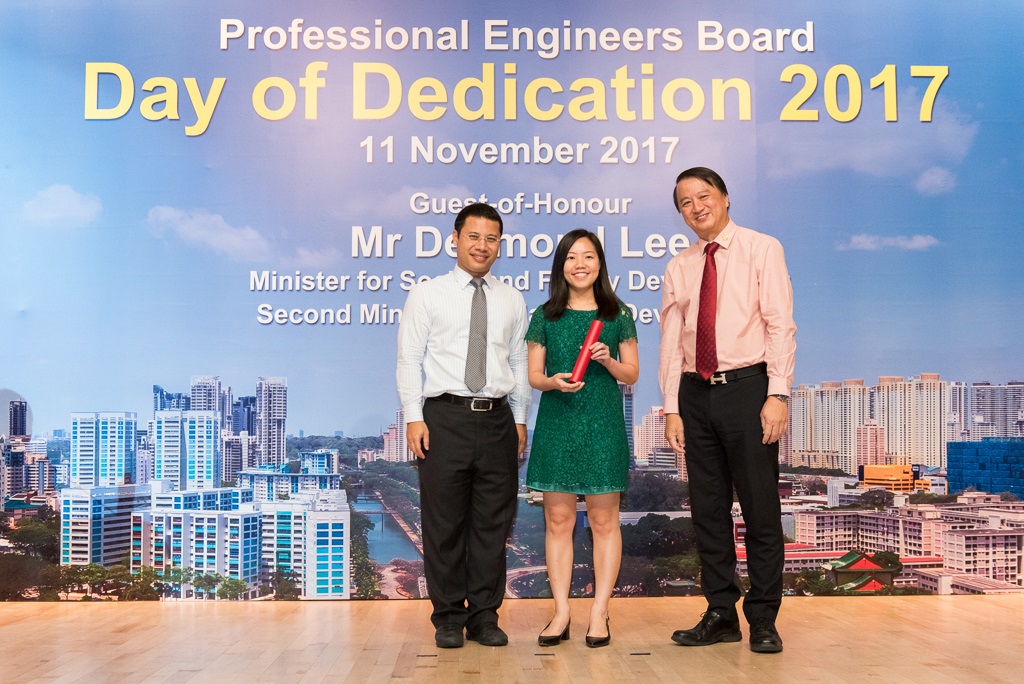 Professional Engineers Board
Day of Dedication 2017
11 November 2017
Guest-of-Honour
Mr Lee
Minister for
Second